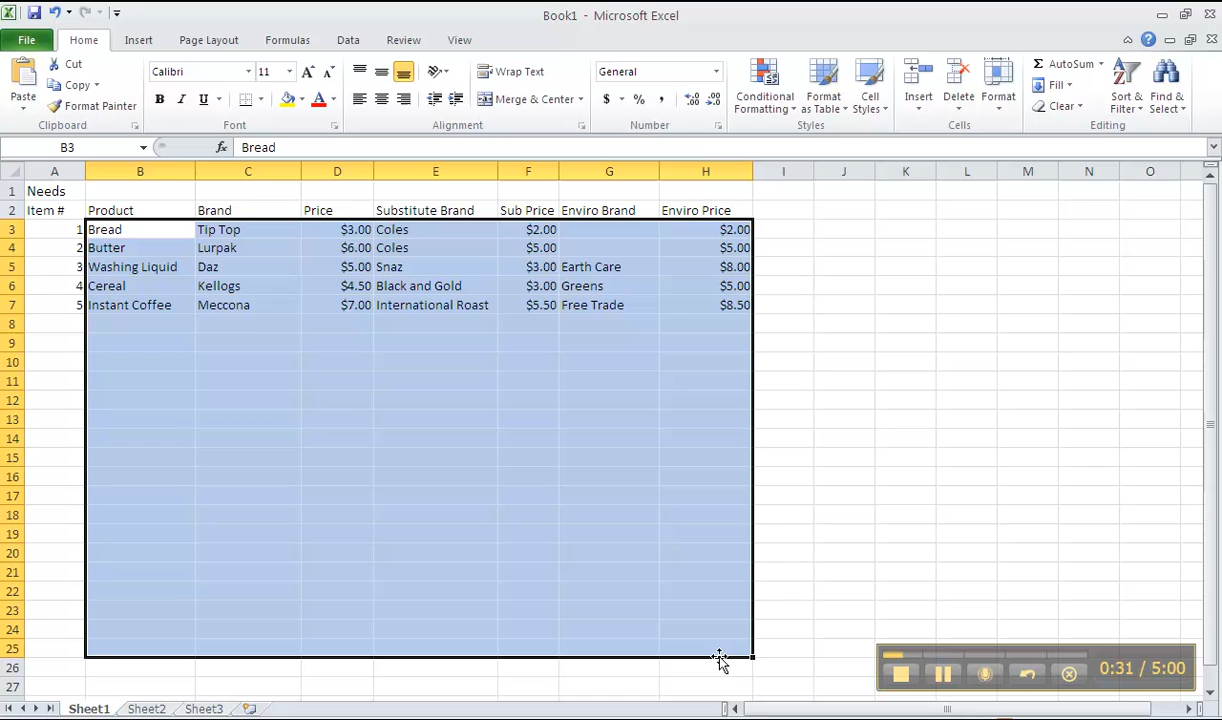 Book1 - Microsoft Excel
File Home Insert Page Layout Formulas Data Review View
Paste
Cut
Copy
Format Painter
Clipboard
Calibri 11
B I U
Font
Wrap Text
Merge & Center
Alignment
General
$ % ,
Number
Conditional Formatting
Format as Table
Cell Styles
Styles
Insert
Delete
Format
Cells
Σ AutoSum
Fill
Clear
Sort & Filter
Find & Select
Editing
B3 fx Bread
A B C D E F G H I J K L M N O
1 Needs
2 Item # Product Brand Price Substitute Brand Sub Price Enviro Brand Enviro Price
3 1 Bread Tip Top $3.00 Coles $2.00 $2.00
4 2 Butter Lurpak $6.00 Coles $5.00 $5.00
5 3 Washing Liquid Daz $5.00 Snaz $3.00 Earth Care $8.00
6 4 Cereal Kellogs $4.50 Black and Gold $3.00 Greens $5.00
7 5 Instant Coffee Meccona $7.00 International Roast $5.50 Free Trade $8.50
8
9
10
11
12
13
14
15
16
17
18
19
20
21
22
23
24
25
26
27
0:31 / 5:00
Sheet1 Sheet2 Sheet3